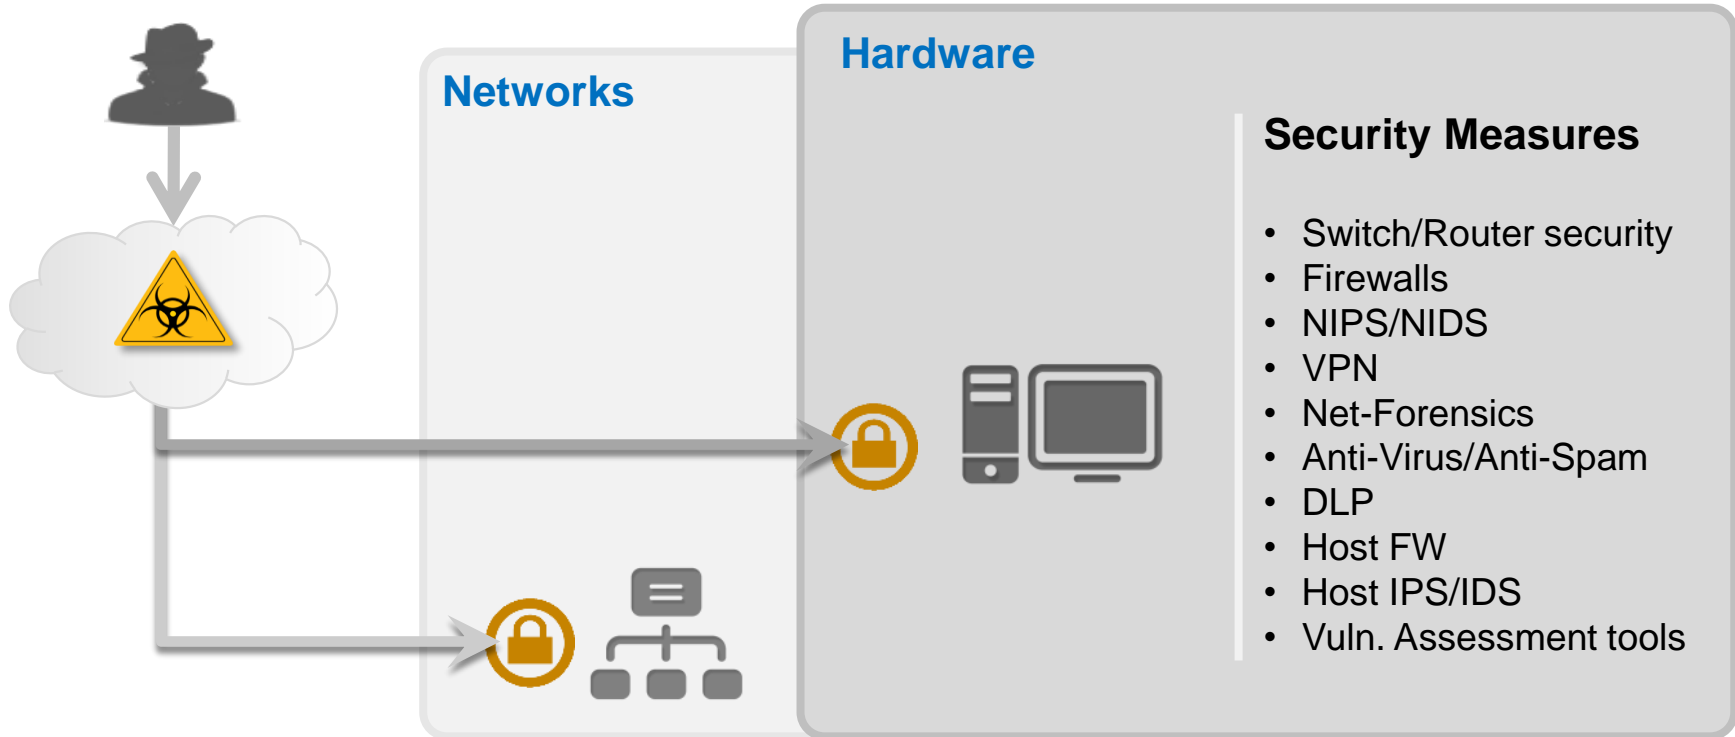 Networks
Hardware
Security Measures
• Switch/Router security
• Firewalls
• NIPS/NIDS
• VPN
• Net-Forensics
• Anti-Virus/Anti-Spam
• DLP
• Host FW
• Host IPS/IDS
• Vuln. Assessment tools